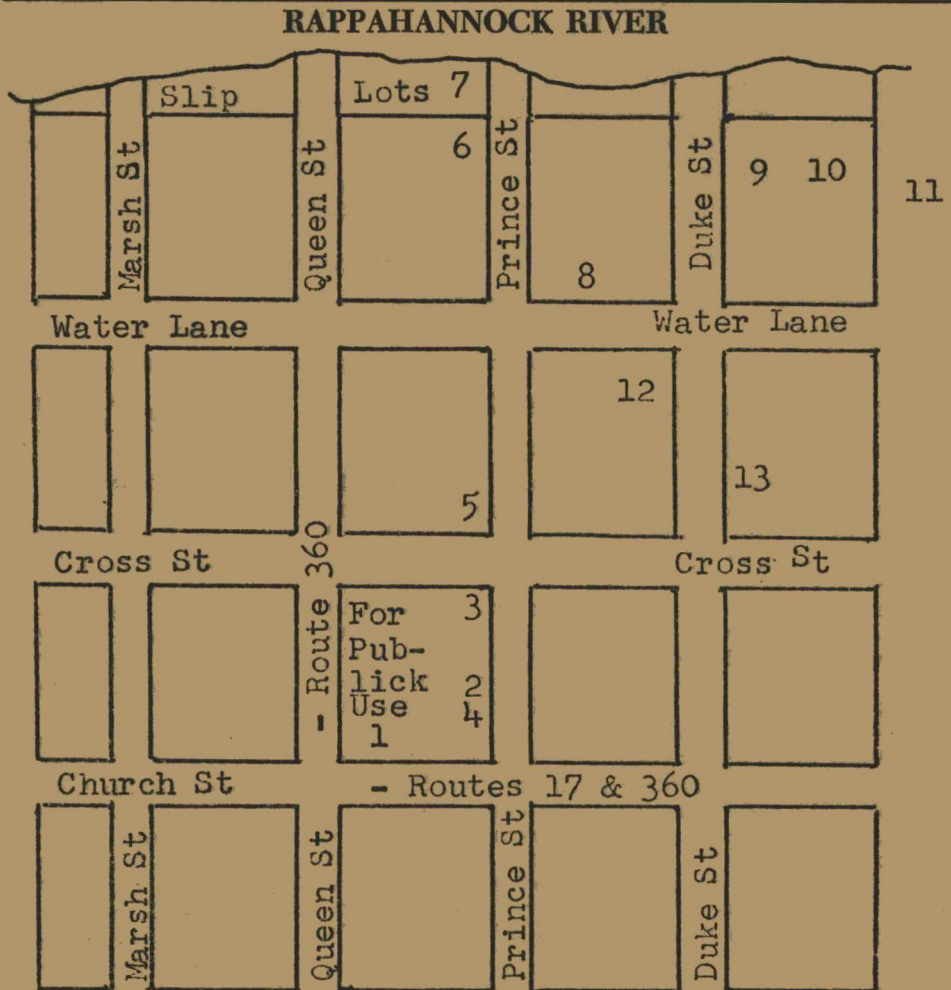 RAPPAHANNOCK RIVER
Slip
Lots 7
6
Marsh St
Queen St
Prince St
Duke St
9 10
11
8
Water Lane
Water Lane
12
13
5
Cross St
Cross St
- Route 360
For
Pub-
lick
Use
1
3
2
4
Church St - Routes 17 & 360
Marsh St
Queen St
Prince St
Duke St